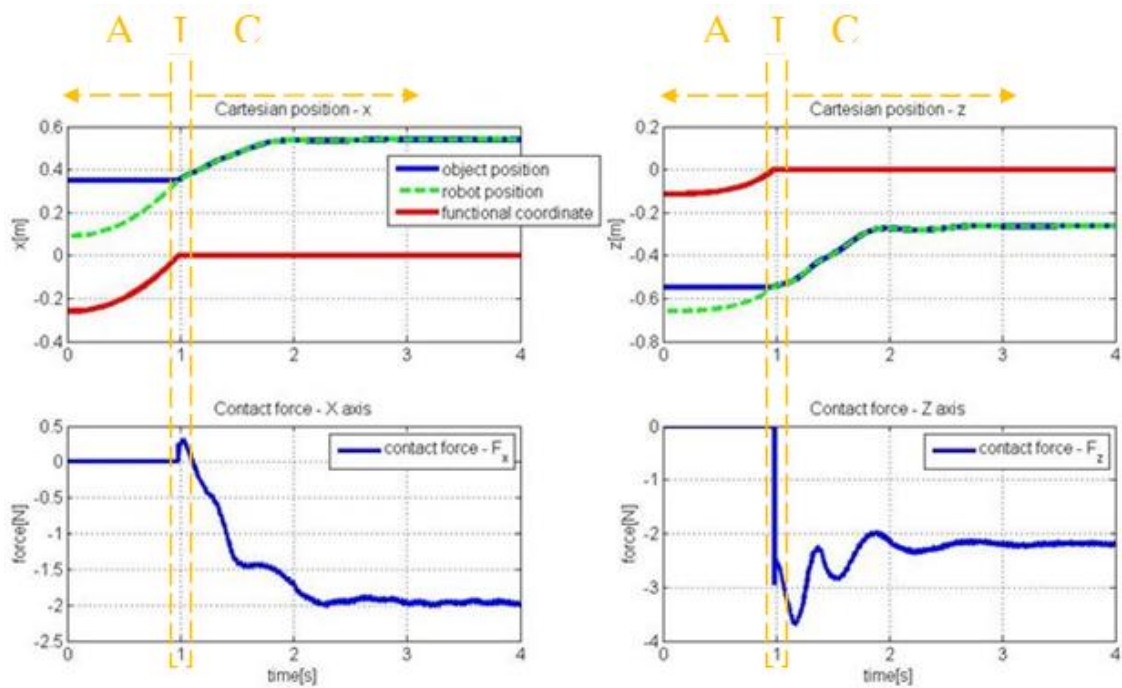 A I C
A I C
Cartesian position - x
0.6
0.4
0.2
0
-0.2
-0.4
x[m]
0 1 2 3 4
object position
robot position
functional coordinate
Cartesian position - z
0.2
0
-0.2
-0.4
-0.6
-0.8
z[m]
0 1 2 3 4
Contact force - X axis
0.5
0
-0.5
-1
-1.5
-2
-2.5
force[N]
contact force - Fx
0 1 2 3 4
time[s]
Contact force - Z axis
0
-1
-2
-3
-4
force[N]
contact force - Fz
0 1 2 3 4
time[s]